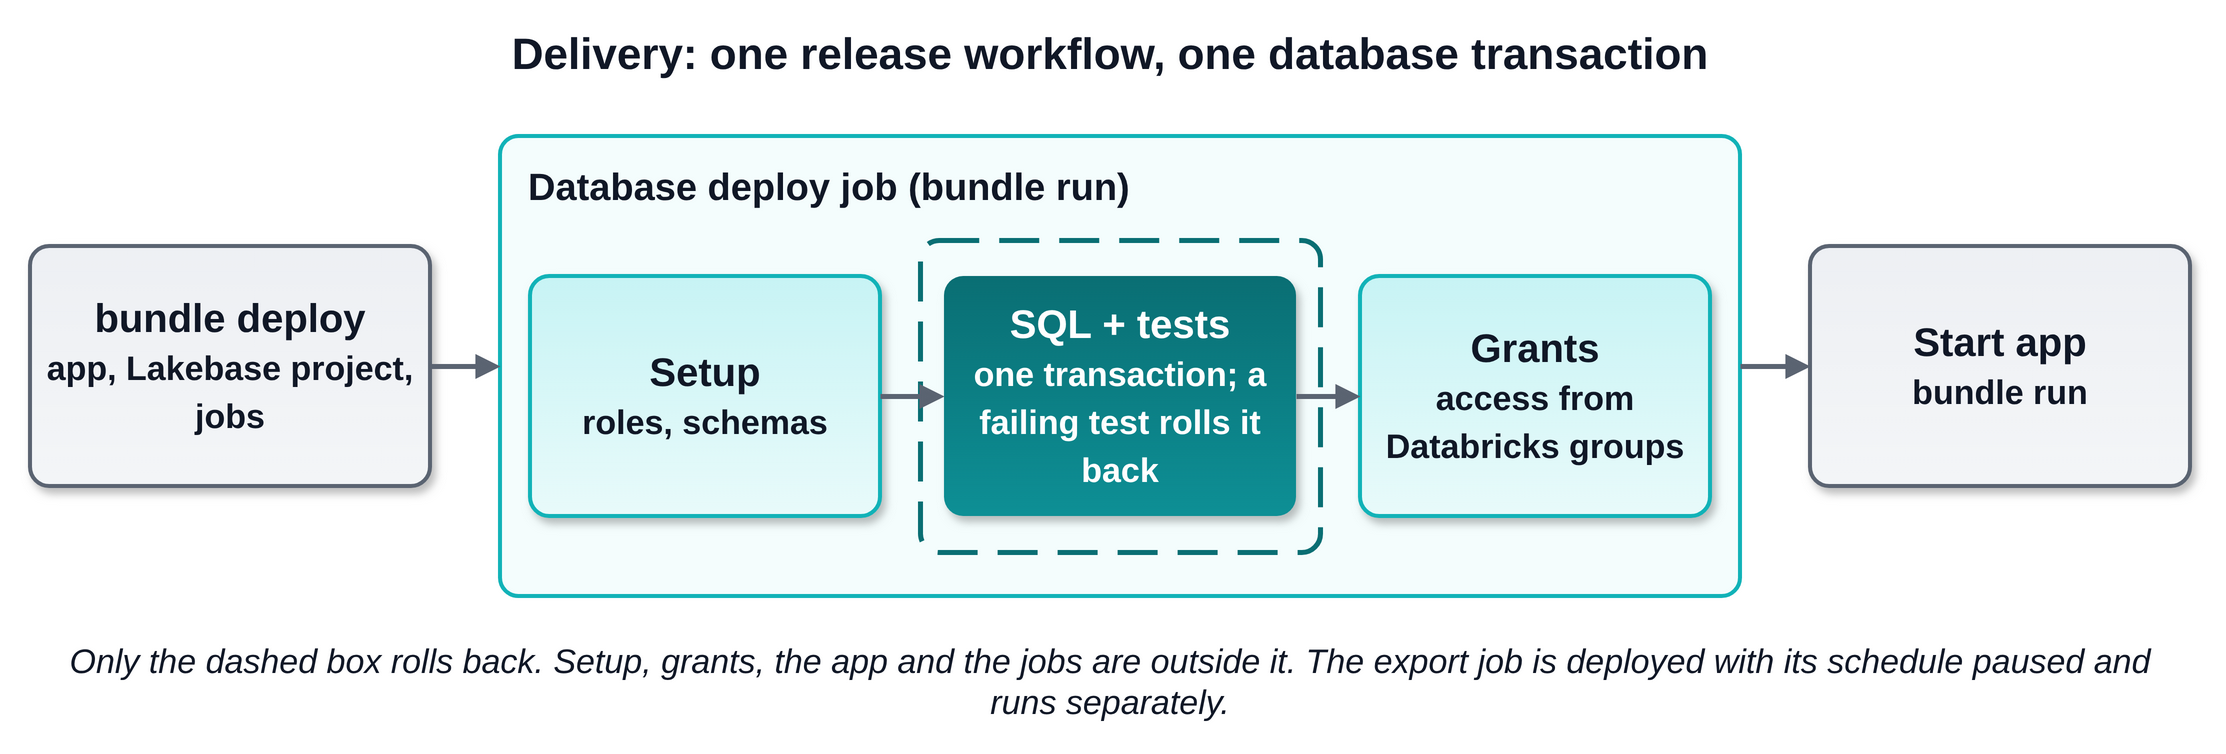 Delivery: one release workflow, one database transaction
Database deploy job (bundle run)
bundle deploy
app, Lakebase project,
jobs
Setup
roles, schemas
SQL + tests
one transaction; a
failing test rolls it
back
Grants
access from
Databricks groups
Start app
bundle run
Only the dashed box rolls back. Setup, grants, the app and the jobs are outside it. The export job is deployed with its schedule paused and
runs separately.